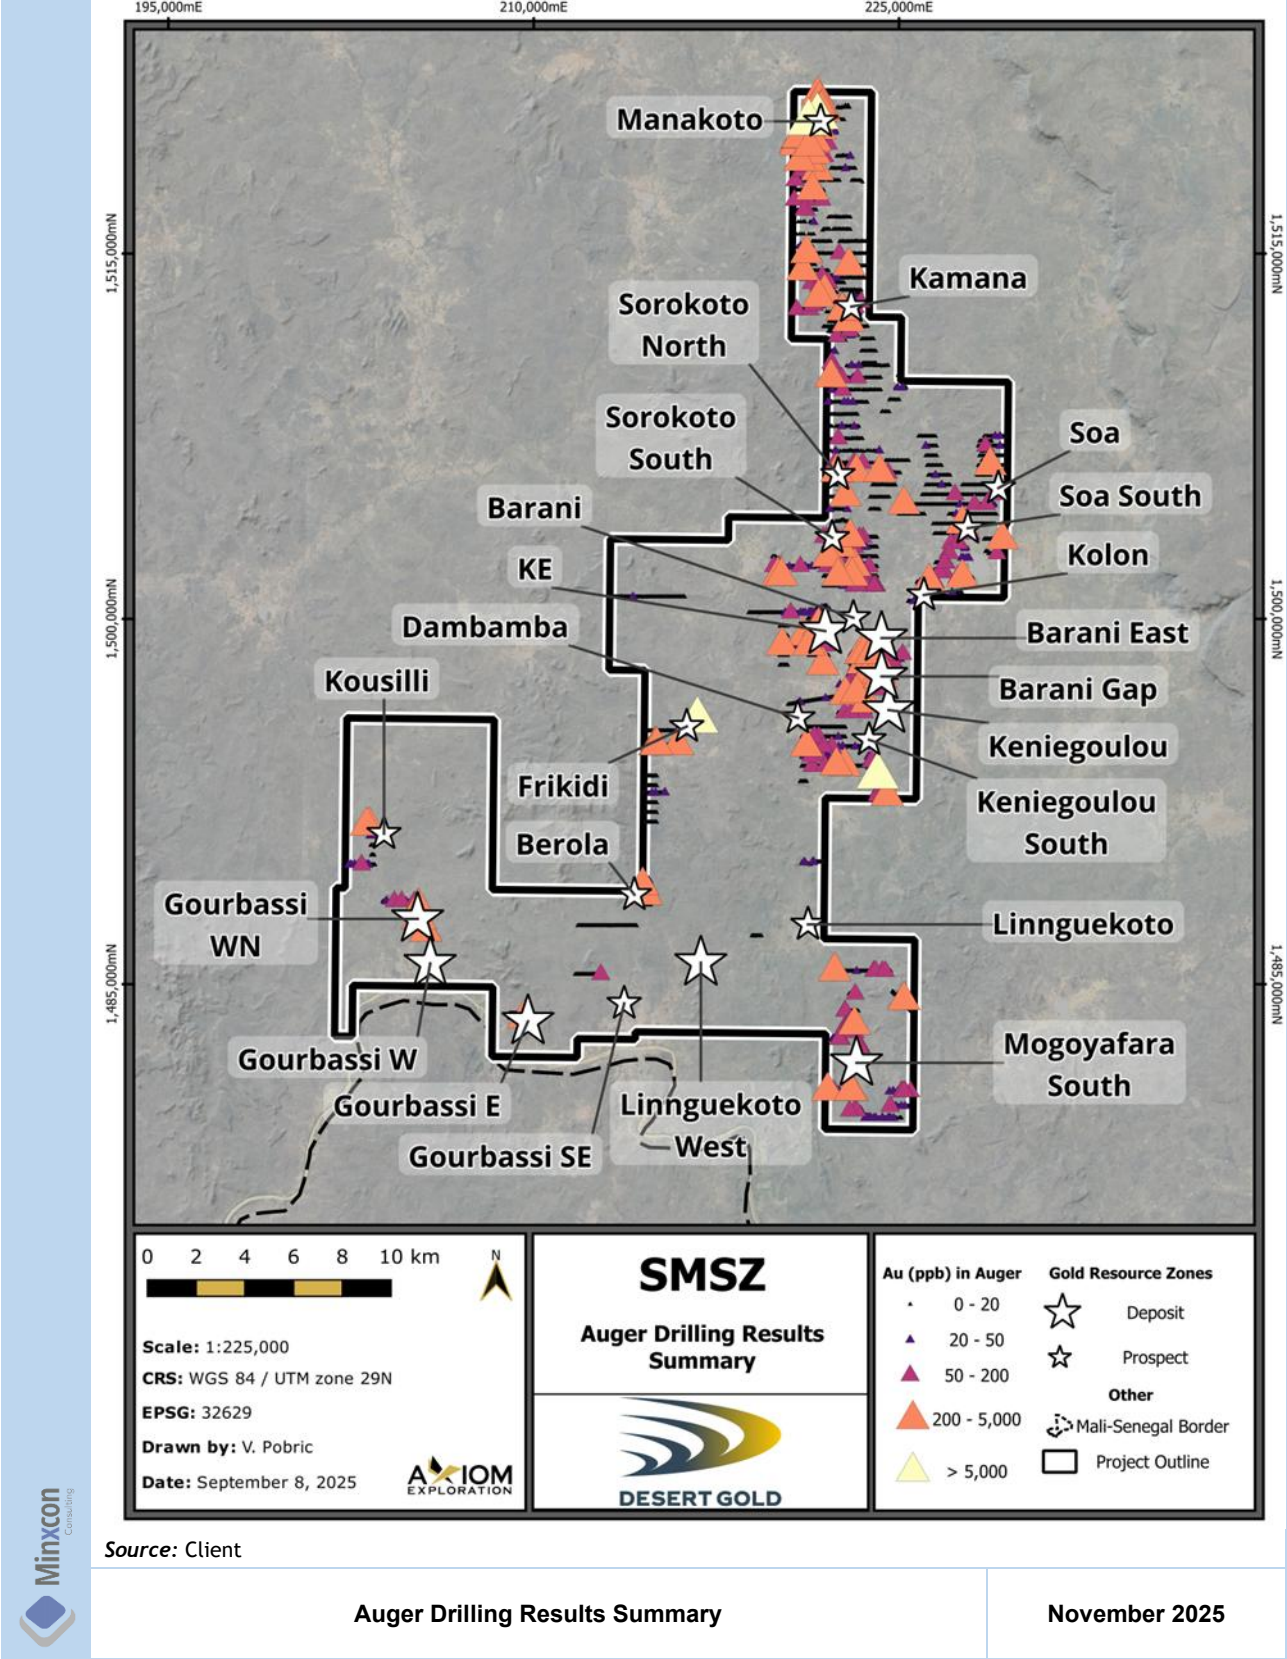 195,000mE
210,000mE
225,000mE
1,515,000mN
1,515,000mN
1,500,000mN
1,500,000mN
1,485,000mN
1,485,000mN
Manakoto
Kamana
Sorokoto
North
Sorokoto
South
Soa
Soa South
Barani
Kolon
KE
Dambamba
Barani East
Kousilli
Barani Gap
Keniegoulou
Frikidi
Keniegoulou
South
Berola
Gourbassi
WN
Linnguekoto
Gourbassi W
Mogoyafara
South
Gourbassi E
Linnguekoto
West
Gourbassi SE
0 2 4 6 8 10 km
N
Scale: 1:225,000
CRS: WGS 84 / UTM zone 29N
EPSG: 32629
Drawn by: V. Pobric
Date: September 8, 2025
AXIOM
EXPLORATION
SMSZ
Auger Drilling Results
Summary
DESERT GOLD
Au (ppb) in Auger
0 - 20
20 - 50
50 - 200
200 - 5,000
> 5,000
Gold Resource Zones
Deposit
Prospect
Other
Mali-Senegal Border
Project Outline
Minxcon
Consulting
Source: Client
Auger Drilling Results Summary
November 2025